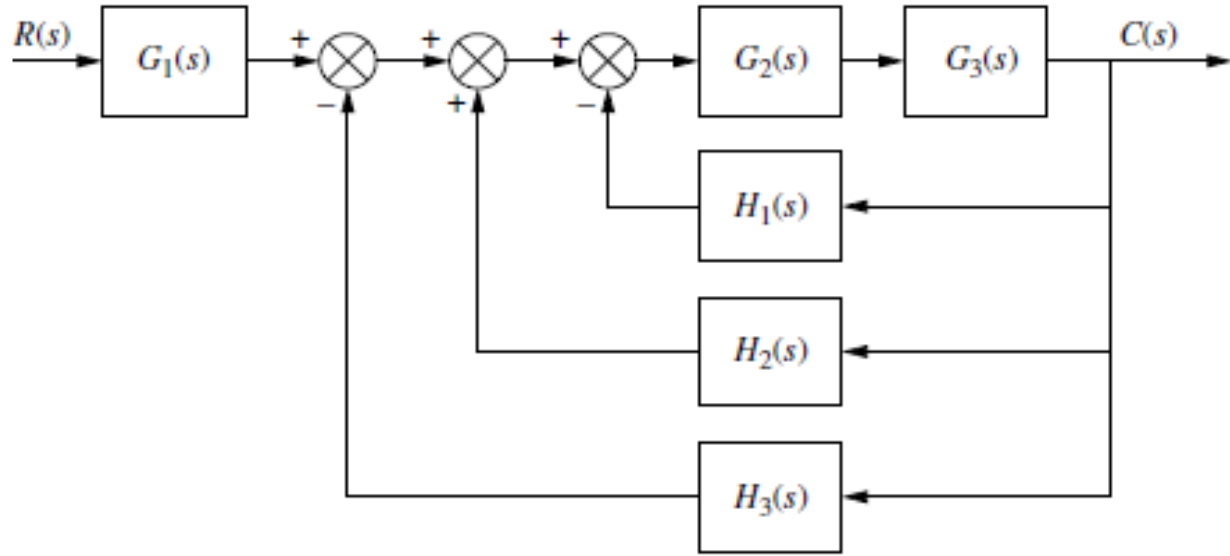 R(s)
G₁(s)
+
−
+
+
+
−
G₂(s)
G₃(s)
C(s)
H₁(s)
H₂(s)
H₃(s)